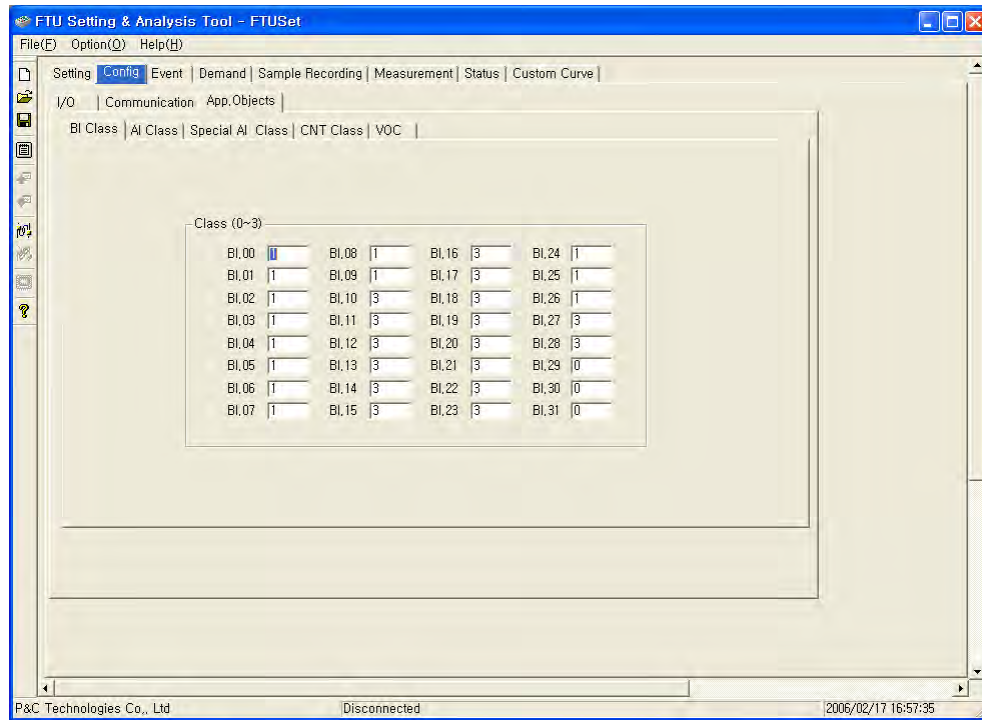 FTU Setting & Analysis Tool - FTUSet
File(F) Option(O) Help(H)
Setting Config Event Demand Sample Recording Measurement Status Custom Curve
I/O Communication App.Objects
BI Class AI Class Special AI Class CNT Class VOC
Class (0~3)
BI.00 1 BI.08 1 BI.16 3 BI.24 1
BI.01 1 BI.09 1 BI.17 3 BI.25 1
BI.02 1 BI.10 3 BI.18 3 BI.26 1
BI.03 1 BI.11 3 BI.19 3 BI.27 3
BI.04 1 BI.12 3 BI.20 3 BI.28 3
BI.05 1 BI.13 3 BI.21 3 BI.29 0
BI.06 1 BI.14 3 BI.22 3 BI.30 0
BI.07 1 BI.15 3 BI.23 3 BI.31 0
P&C Technologies Co., Ltd Disconnected 2006/02/17 16:57:35